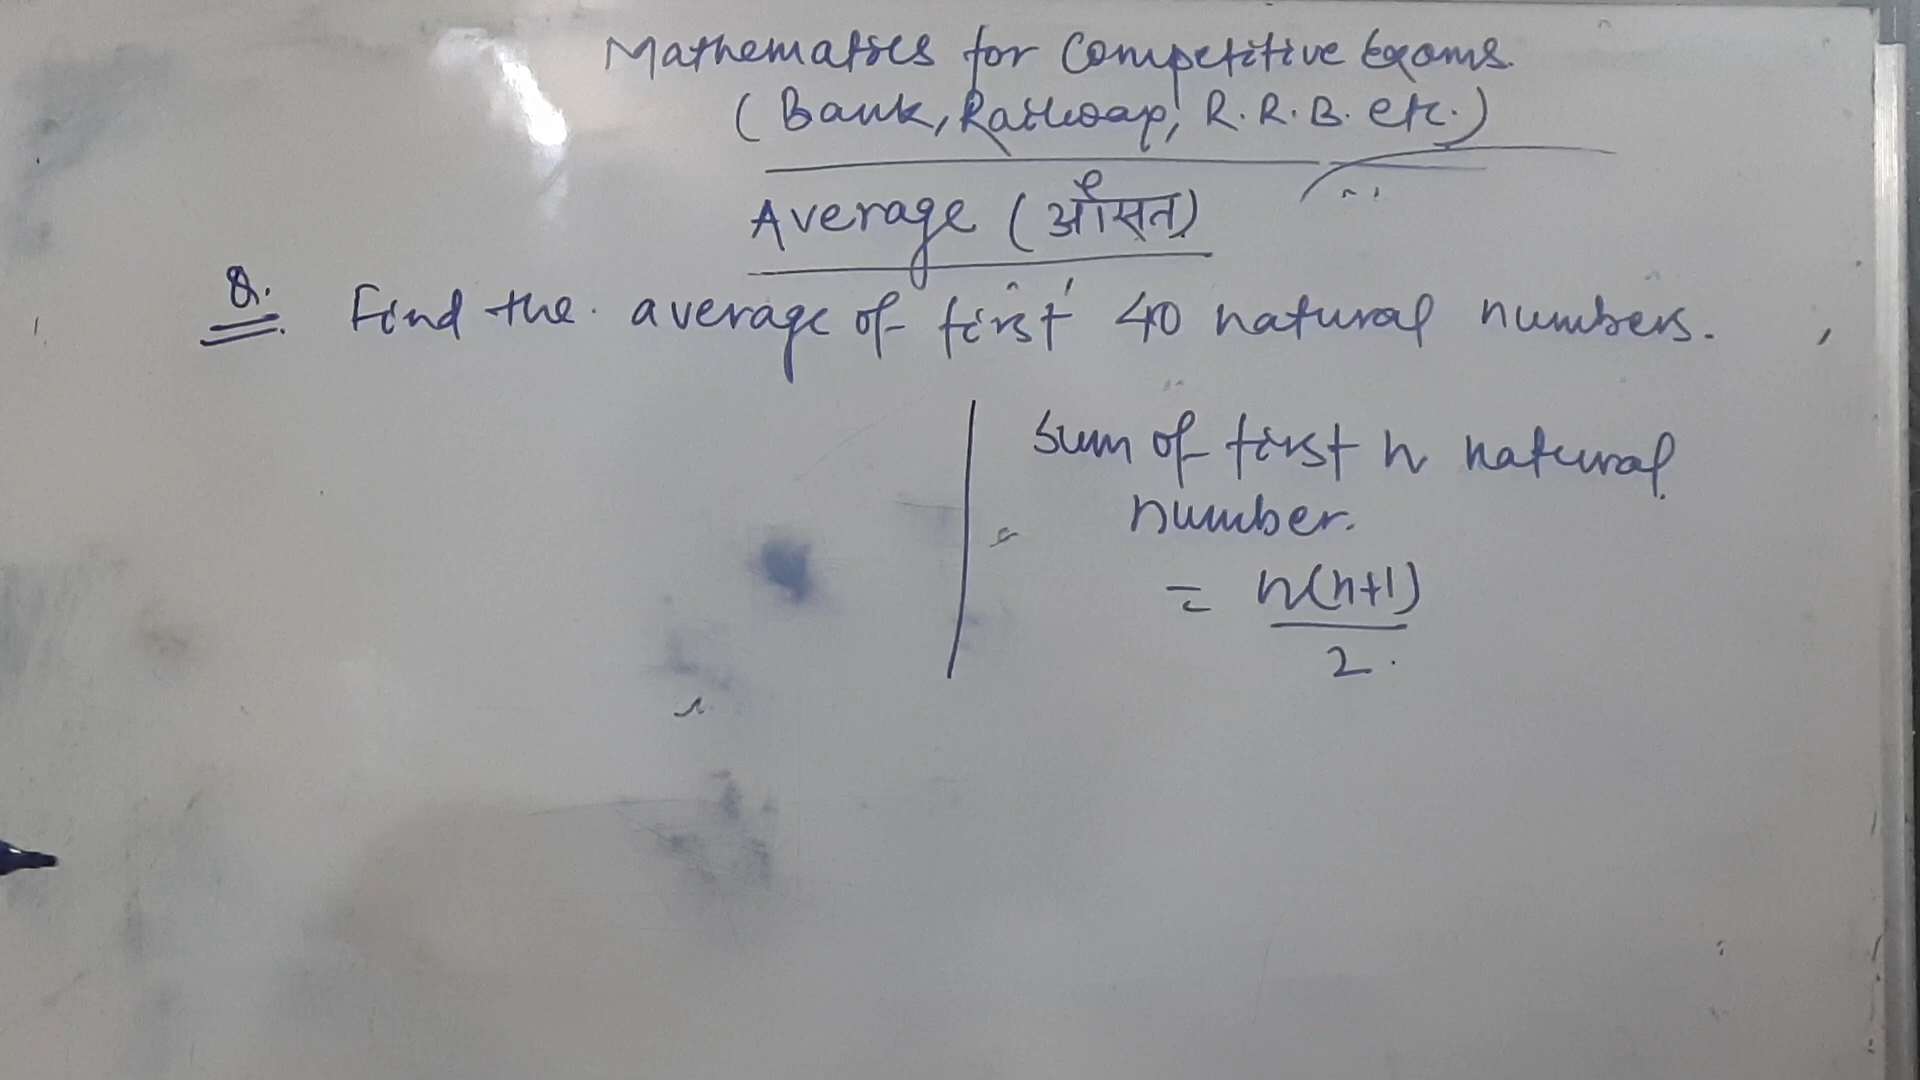 Mathematics for Competitive Exams.
(Bank, Railway, R.R.B. etc.)
Average (औसत)
Q. Find the average of first 40 natural numbers.
Sum of first n natural
number.
= n(n+1)
2.